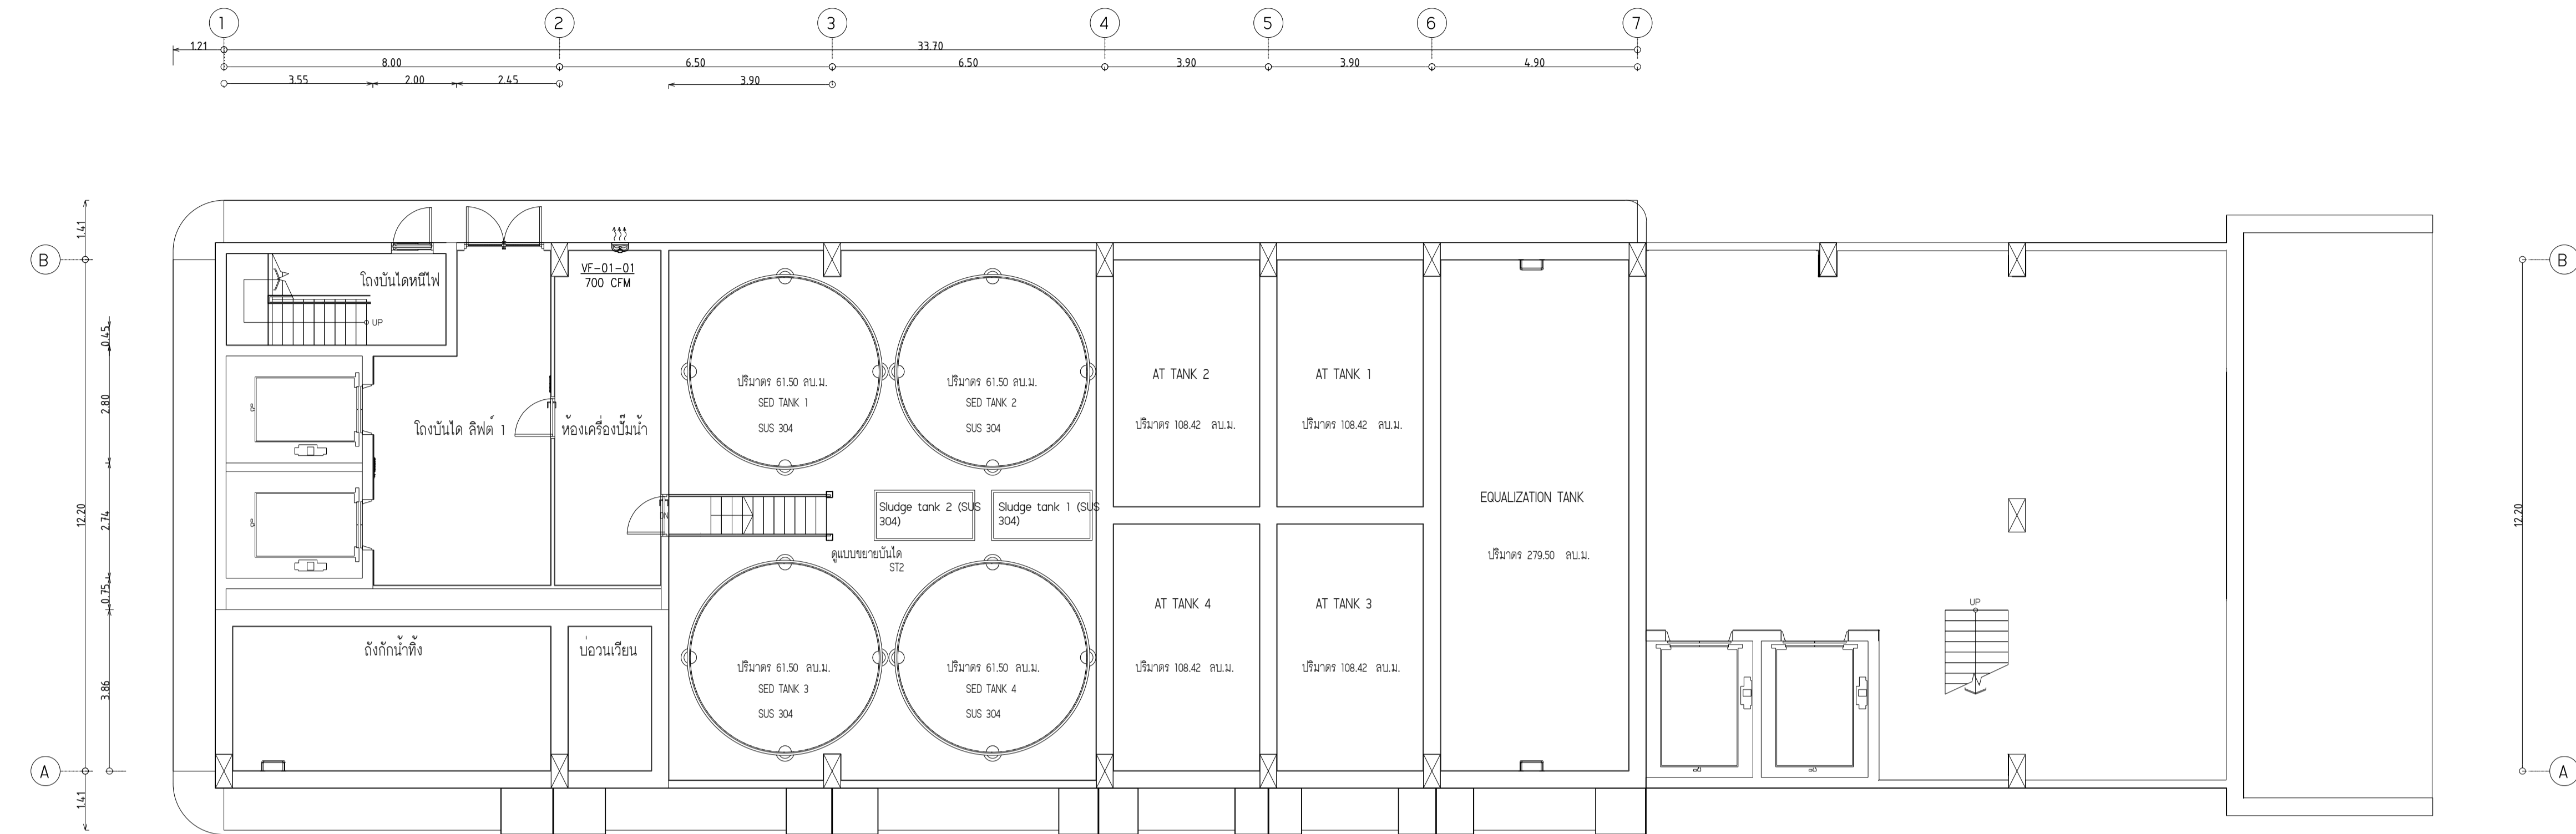 1 2 3 4 5 6 7
1.21 33.70
8.00 6.50 6.50 3.90 3.90 4.90
3.55 2.00 2.45 3.90
1.41
B B
โถงบันไดหนีไฟ
VF-01-01
700 CFM
UP
0.45
ปริมาตร 61.50 ลบ.ม.
SED TANK 1
SUS 304
ปริมาตร 61.50 ลบ.ม.
SED TANK 2
SUS 304
AT TANK 2
ปริมาตร 108.42 ลบ.ม.
AT TANK 1
ปริมาตร 108.42 ลบ.ม.
2.80
โถงบันได ลิฟต์ 1
ห้องเครื่องปั๊มน้ำ
EQUALIZATION TANK
ปริมาตร 279.50 ลบ.ม.
12.20
2.74
DN
Sludge tank 2 (SUS
304)
Sludge tank 1 (SUS
304)
12.20
ดูแบบขยายบันได
ST2
0.75
AT TANK 4
ปริมาตร 108.42 ลบ.ม.
AT TANK 3
ปริมาตร 108.42 ลบ.ม.
UP
ถังกักน้ำทิ้ง
บ่อวนเวียน
3.86
ปริมาตร 61.50 ลบ.ม.
SED TANK 3
SUS 304
ปริมาตร 61.50 ลบ.ม.
SED TANK 4
SUS 304
A A
1.41